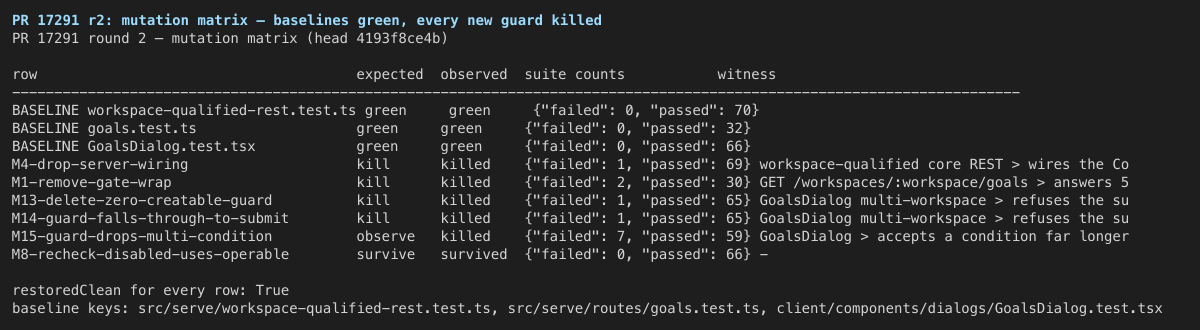 PR 17291 r2: mutation matrix — baselines green, every new guard killed
PR 17291 round 2 — mutation matrix (head 4193f8ce4b)
row expected observed suite counts witness
BASELINE workspace-qualified-rest.test.ts green green {"failed": 0, "passed": 70}
BASELINE goals.test.ts green green {"failed": 0, "passed": 32}
BASELINE GoalsDialog.test.tsx green green {"failed": 0, "passed": 66}
M4-drop-server-wiring kill killed {"failed": 1, "passed": 69} workspace-qualified core REST > wires the Co
M1-remove-gate-wrap kill killed {"failed": 2, "passed": 30} GET /workspaces/:workspace/goals > answers 5
M13-delete-zero-creatable-guard kill killed {"failed": 1, "passed": 65} GoalsDialog multi-workspace > refuses the su
M14-guard-falls-through-to-submit kill killed {"failed": 1, "passed": 65} GoalsDialog multi-workspace > refuses the su
M15-guard-drops-multi-condition observe killed {"failed": 7, "passed": 59} GoalsDialog > accepts a condition far longer
M8-recheck-disabled-uses-operable survive survived {"failed": 0, "passed": 66} —
restoredClean for every row: True
baseline keys: src/serve/workspace-qualified-rest.test.ts, src/serve/routes/goals.test.ts, client/components/dialogs/GoalsDialog.test.tsx